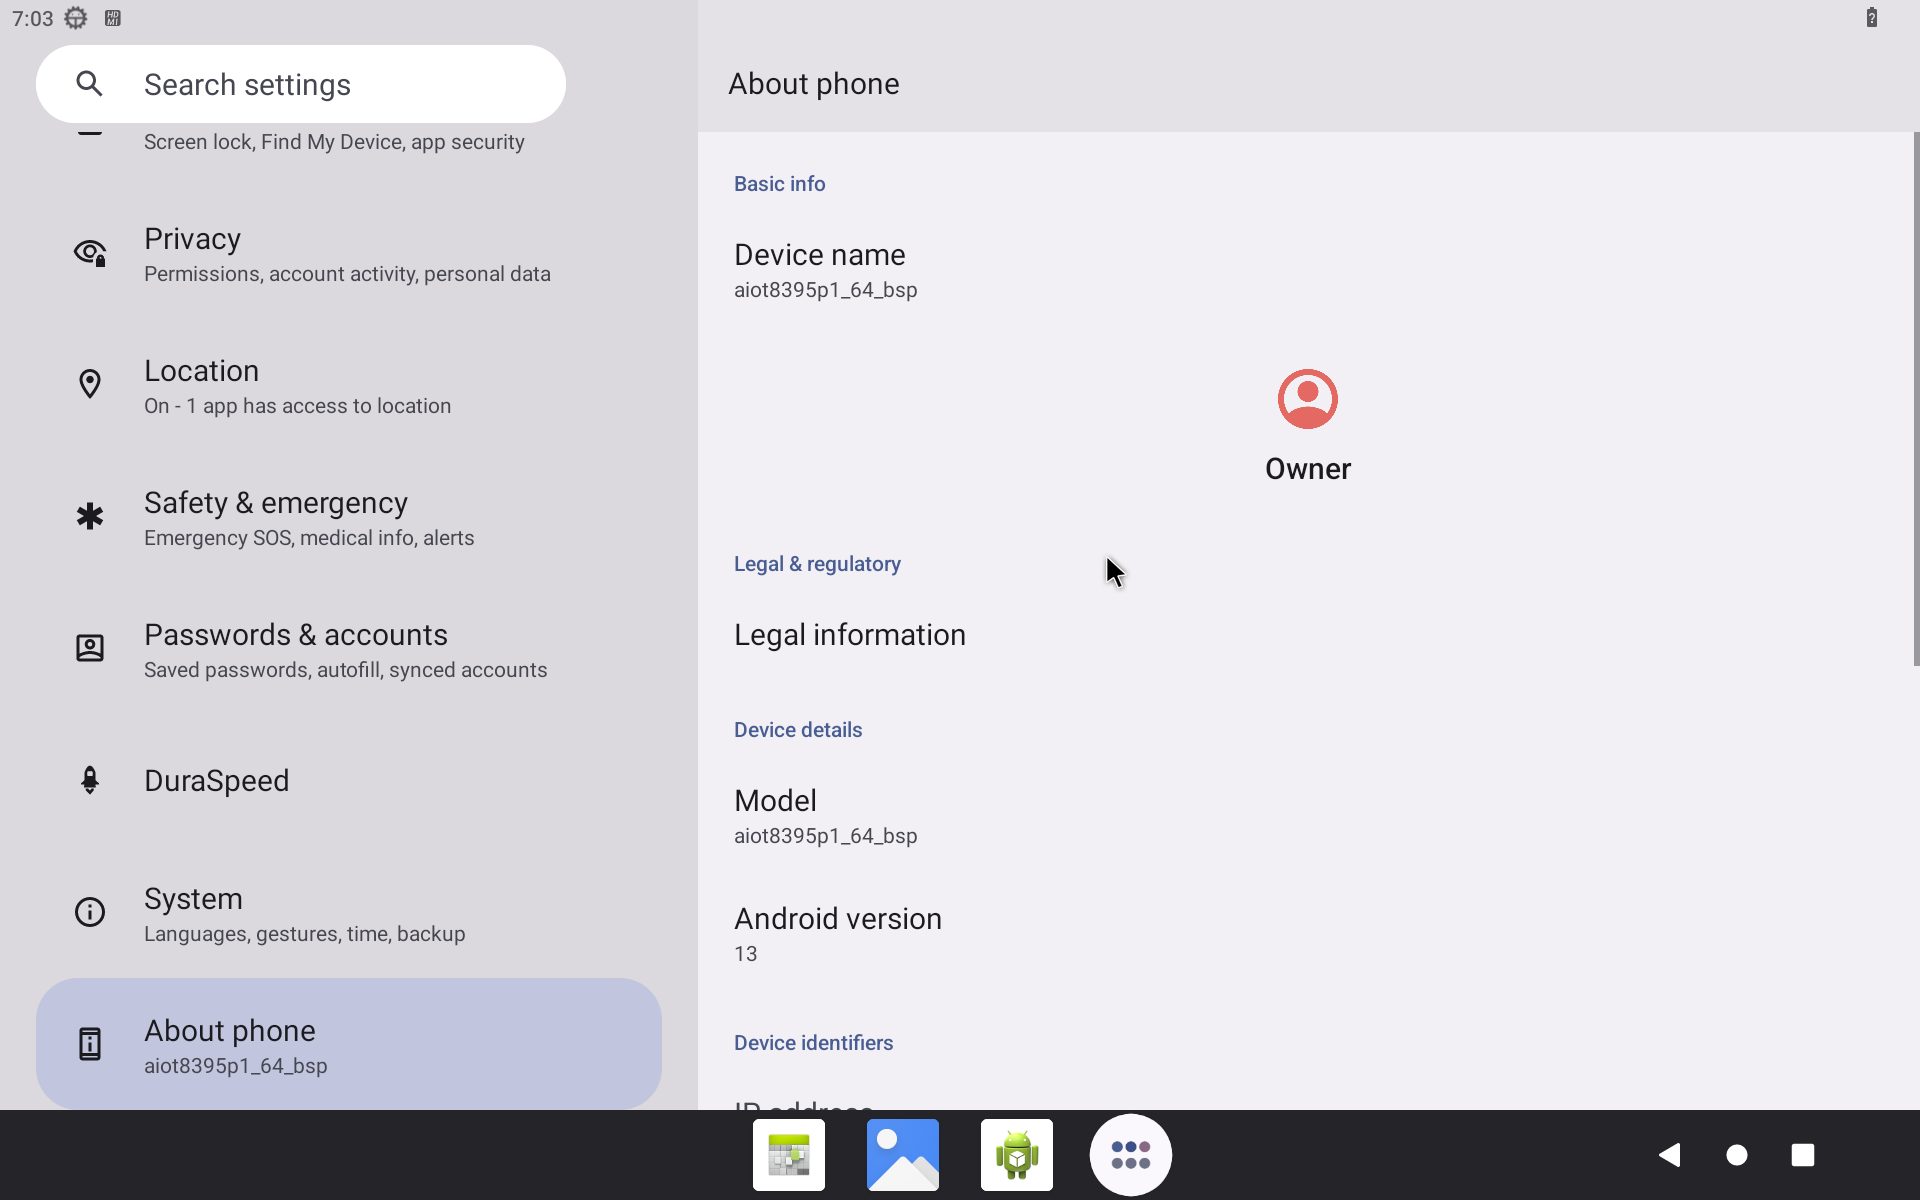 7:03
Search settings
Screen lock, Find My Device, app security
Privacy
Permissions, account activity, personal data
Location
On - 1 app has access to location
Safety & emergency
Emergency SOS, medical info, alerts
Passwords & accounts
Saved passwords, autofill, synced accounts
DuraSpeed
System
Languages, gestures, time, backup
About phone
aiot8395p1_64_bsp
About phone
Basic info
Device name
aiot8395p1_64_bsp
Owner
Legal & regulatory
Legal information
Device details
Model
aiot8395p1_64_bsp
Android version
13
Device identifiers
IP address